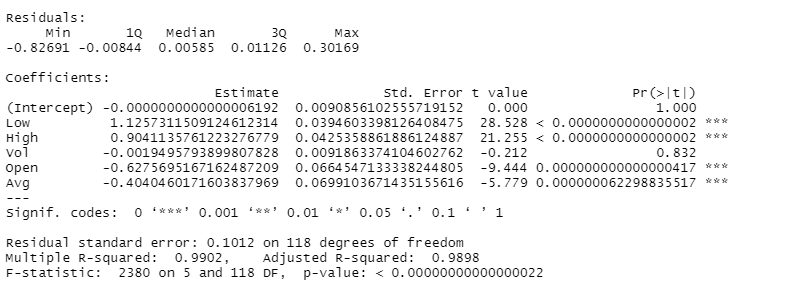 Residuals:
Min 1Q Median 3Q Max
-0.82691 -0.00844 0.00585 0.01126 0.30169
Coefficients:
Estimate Std. Error t value Pr(>|t|)
(Intercept) -0.0000000000000006192 0.0090856102555719152 0.000 1.000
Low 1.1257311509124612314 0.0394603398126408475 28.528 < 0.0000000000000002 ***
High 0.9041135761223276779 0.0425358861886124887 21.255 < 0.0000000000000002 ***
Vol -0.0019495793899807828 0.0091863374104602762 -0.212 0.832
Open -0.6275695167162487209 0.0664547133338244805 -9.444 0.000000000000000417 ***
Avg -0.4040460171603837969 0.0699103671435155616 -5.779 0.000000062298835517 ***
---
Signif. codes: 0 ‘***’ 0.001 ‘**’ 0.01 ‘*’ 0.05 ‘.’ 0.1 ‘ ’ 1
Residual standard error: 0.1012 on 118 degrees of freedom
Multiple R-squared: 0.9902, Adjusted R-squared: 0.9898
F-statistic: 2380 on 5 and 118 DF, p-value: < 0.00000000000000022